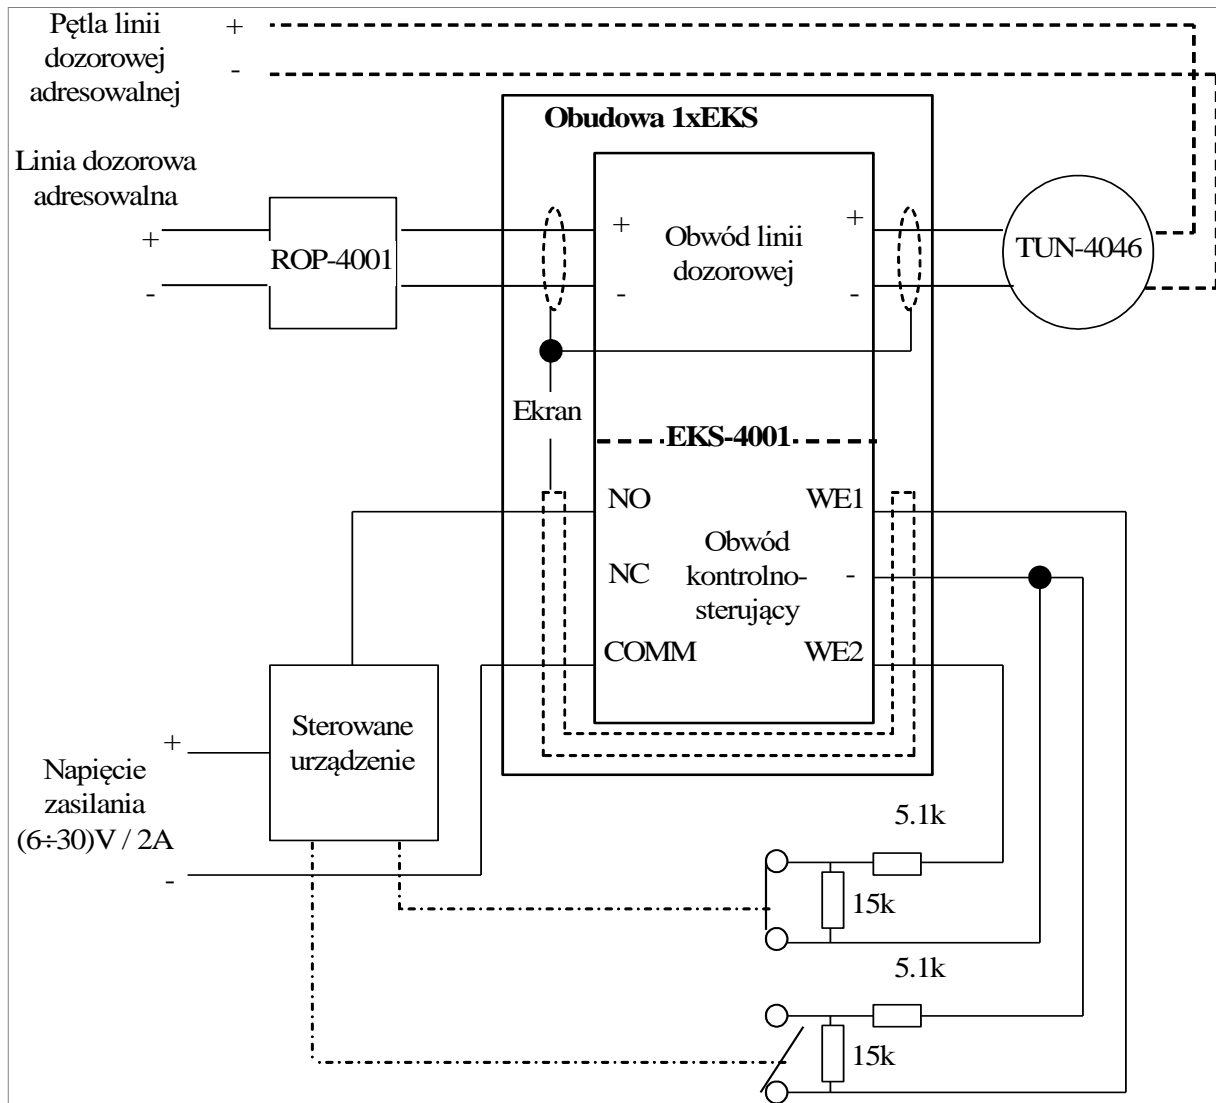 Pętla linii
dozorowej
adresowalnej
+
-
Obudowa 1xEKS
Linia dozorowa
adresowalna
+
-
ROP-4001
+
-
Obwód linii
dozorowej
+
-
TUN-4046
Ekran
EKS-4001
NO
NC
COMM
Obwód
kontrolno-
sterujący
WE1
-
WE2
Sterowane
urządzenie
+
Napięcie
zasilania
(6÷30)V / 2A
-
5.1k
15k
5.1k
15k